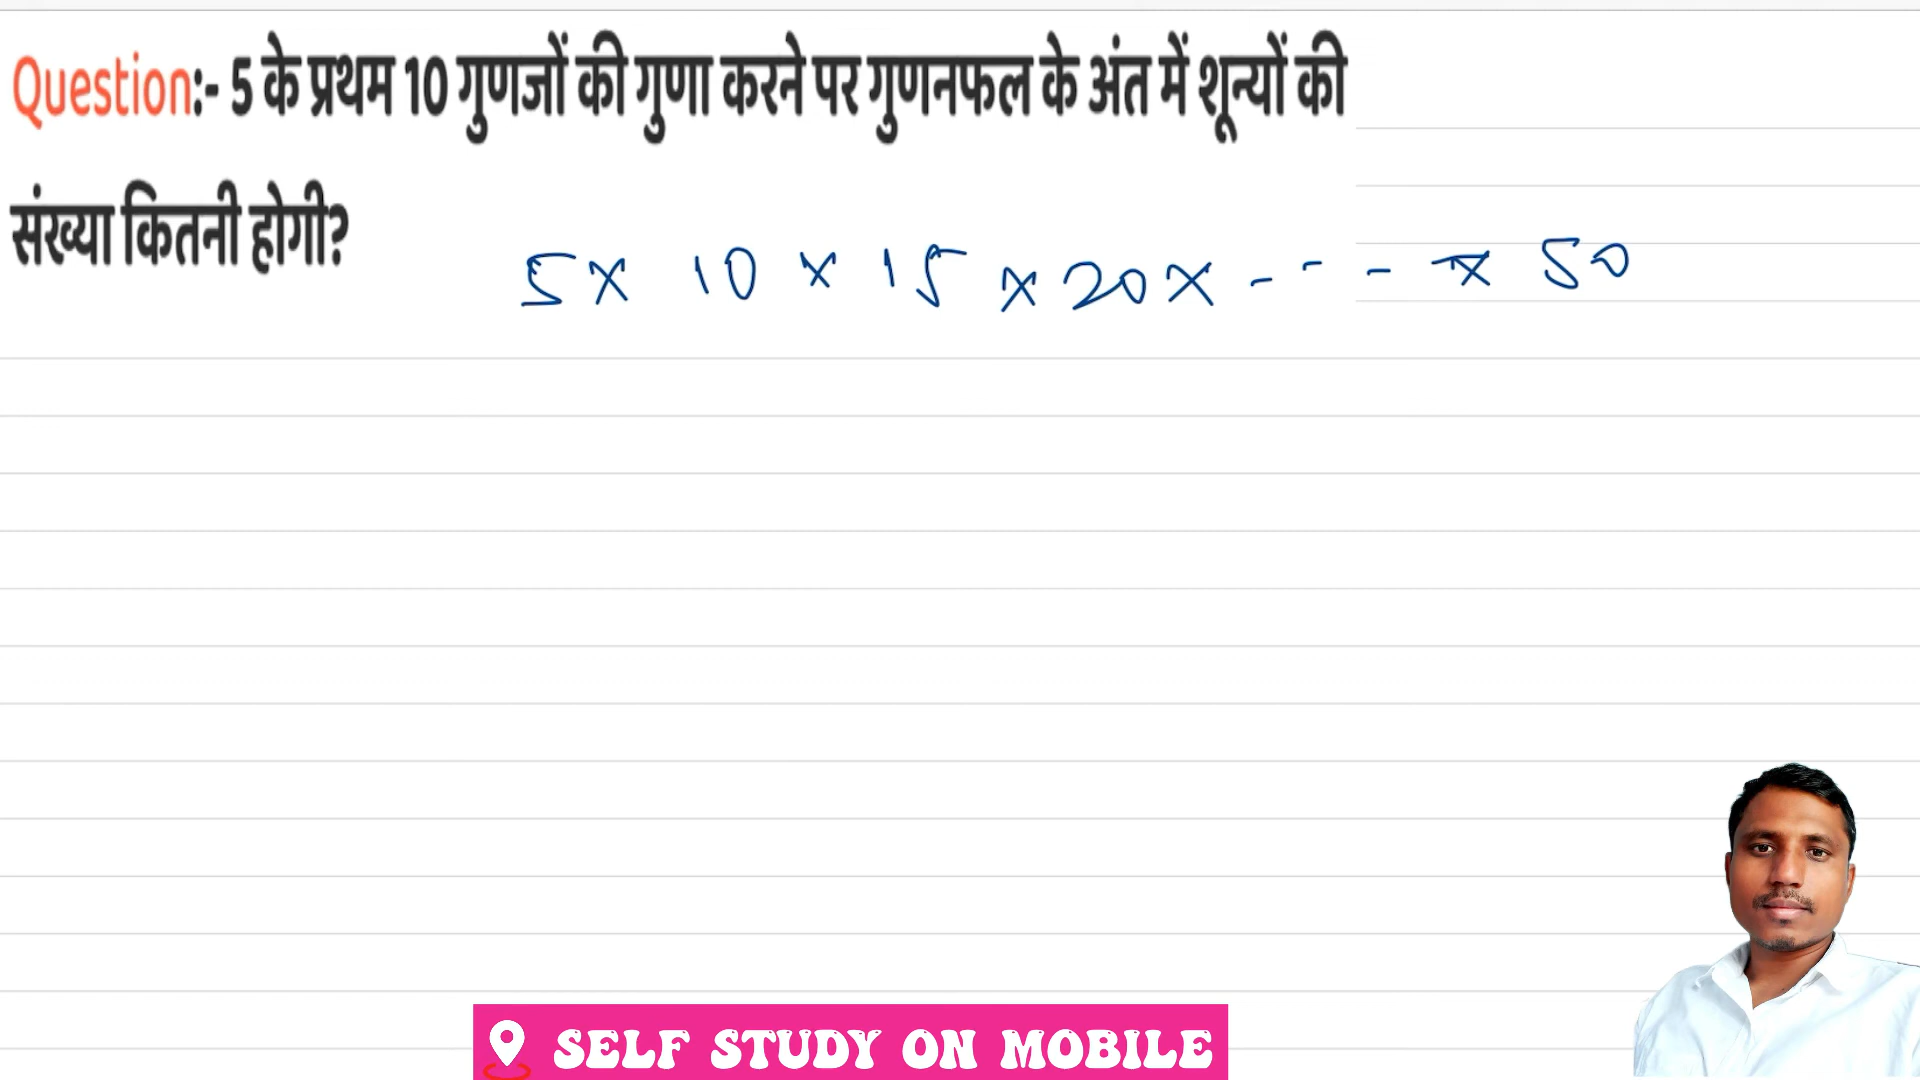 Question:- 5 के प्रथम 10 गुणजों की गुणा करने पर गुणनफल के अंत में शून्यों की
संख्या कितनी होगी?
5 x 10 x 15 x 20 x - - - x 50
SELF STUDY ON MOBILE